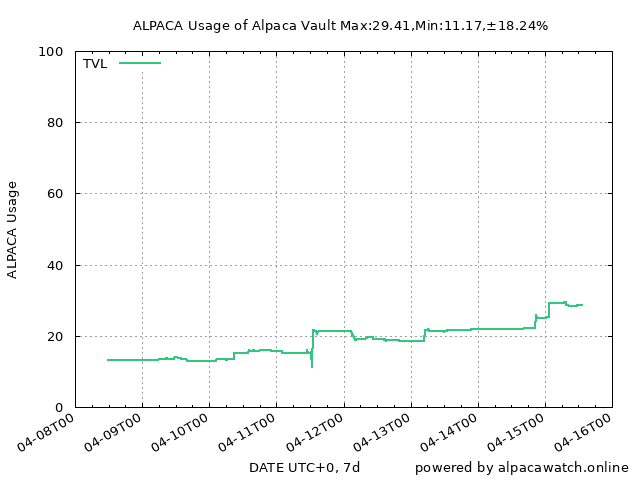 ALPACA Usage of Alpaca Vault Max:29.41,Min:11.17,±18.24%
TVL
100
80
60
40
20
0
ALPACA Usage
04-08T00
04-09T00
04-10T00
04-11T00
04-12T00
04-13T00
04-14T00
04-15T00
04-16T00
DATE UTC+0, 7d
powered by alpacawatch.online